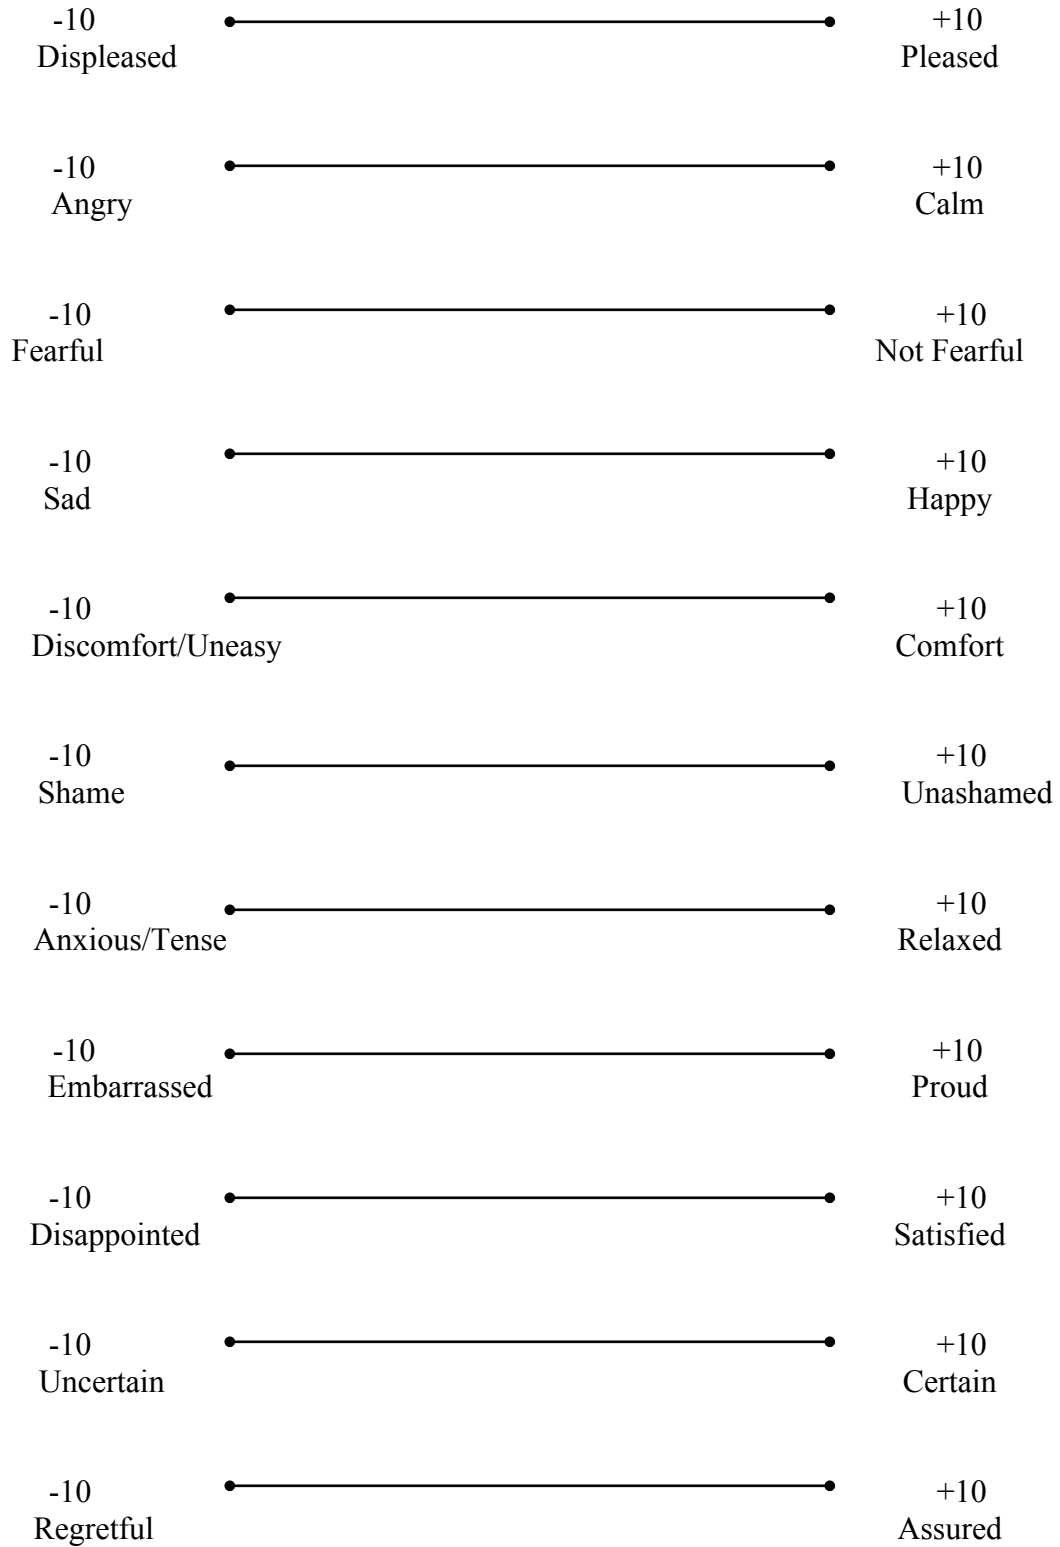 -10 +10
Displeased Pleased
-10 +10
Angry Calm
-10 +10
Fearful Not Fearful
-10 +10
Sad Happy
-10 +10
Discomfort/Uneasy Comfort
-10 +10
Shame Unashamed
-10 +10
Anxious/Tense Relaxed
-10 +10
Embarrassed Proud
-10 +10
Disappointed Satisfied
-10 +10
Uncertain Certain
-10 +10
Regretful Assured